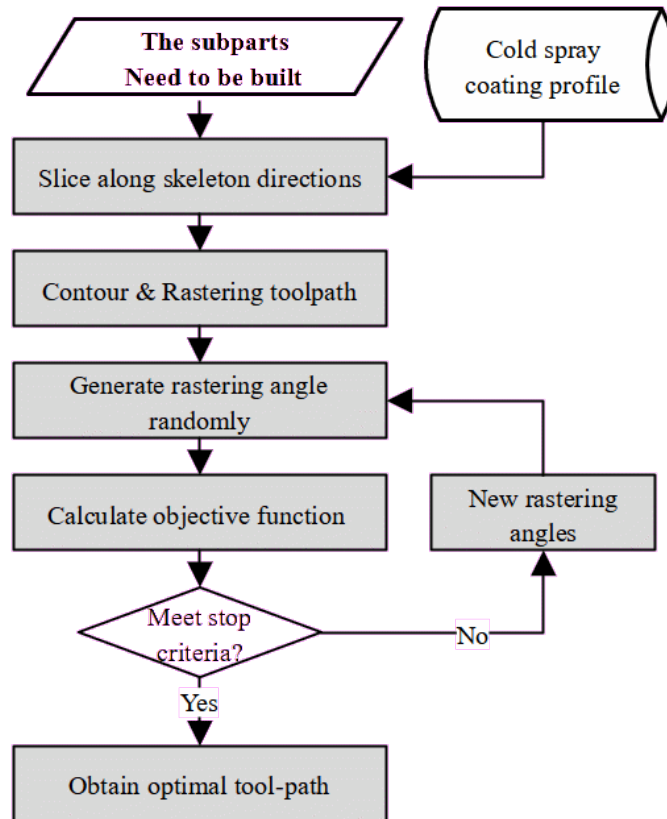 The subparts
Need to be built
Cold spray
coating profile
Slice along skeleton directions
Contour & Rastering toolpath
Generate rastering angle
randomly
Calculate objective function
New rastering
angles
Meet stop
criteria?
No
Yes
Obtain optimal tool-path